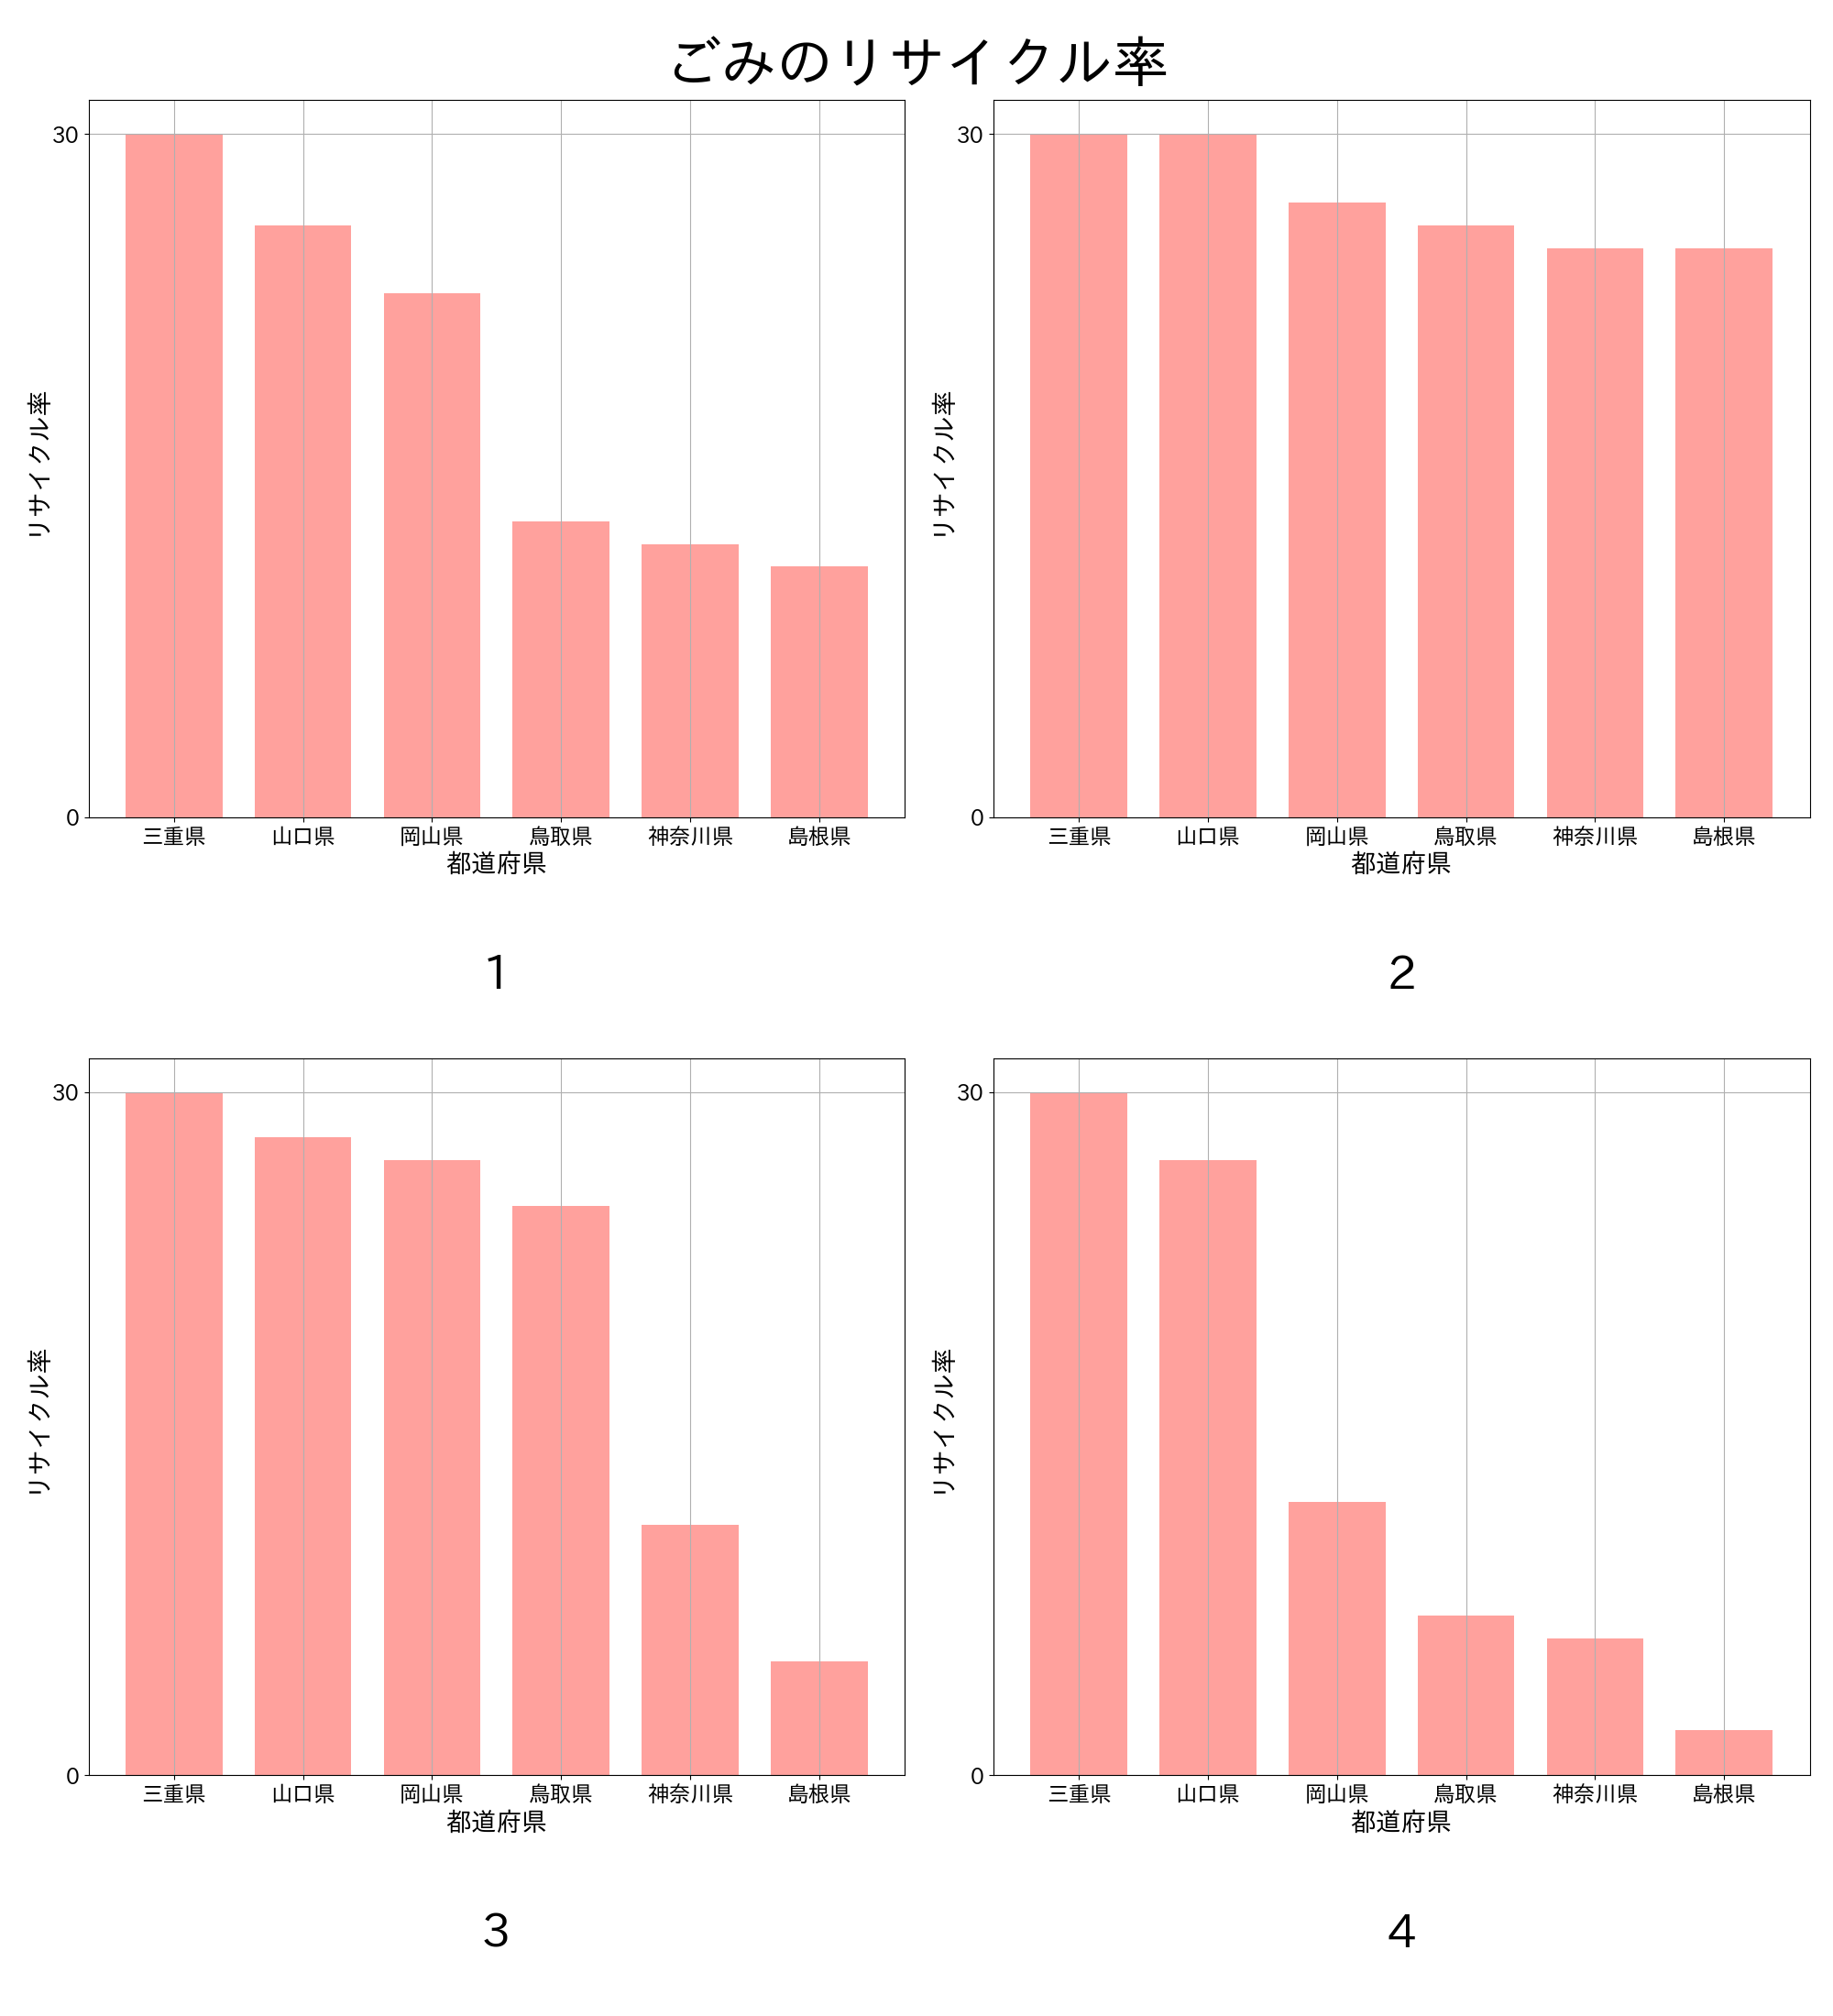 ごみのリサイクル率
30
0
リサイクル率
三重県 山口県 岡山県 鳥取県 神奈川県 島根県
都道府県
1
30
0
リサイクル率
三重県 山口県 岡山県 鳥取県 神奈川県 島根県
都道府県
2
30
0
リサイクル率
三重県 山口県 岡山県 鳥取県 神奈川県 島根県
都道府県
3
30
0
リサイクル率
三重県 山口県 岡山県 鳥取県 神奈川県 島根県
都道府県
4